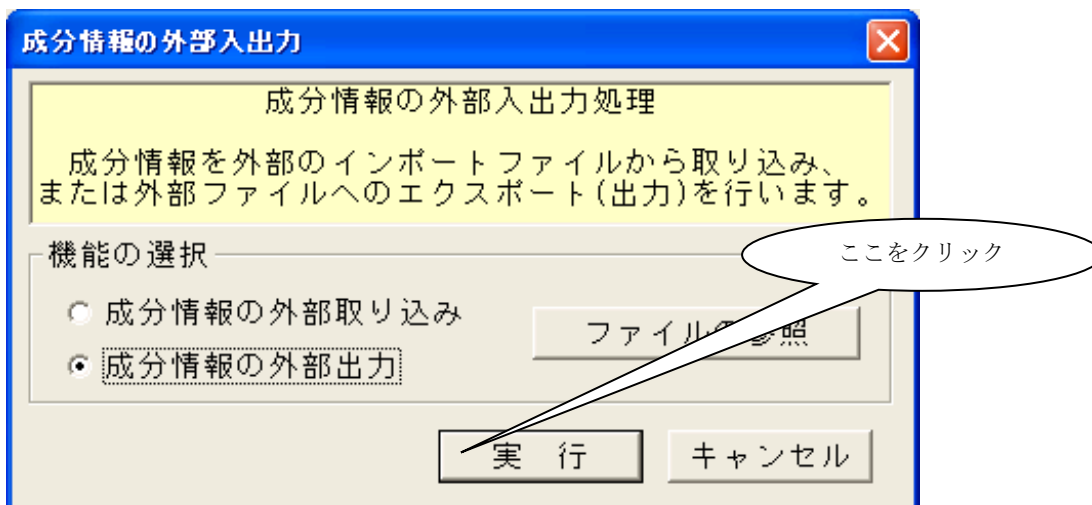 成分情報の外部入出力
成分情報の外部入出力処理
成分情報を外部のインポートファイルから取り込み、
または外部ファイルへのエクスポート(出力)を行います。
機能の選択
ここをクリック
成分情報の外部取り込み
ファイルの参照
成分情報の外部出力
実 行
キャンセル